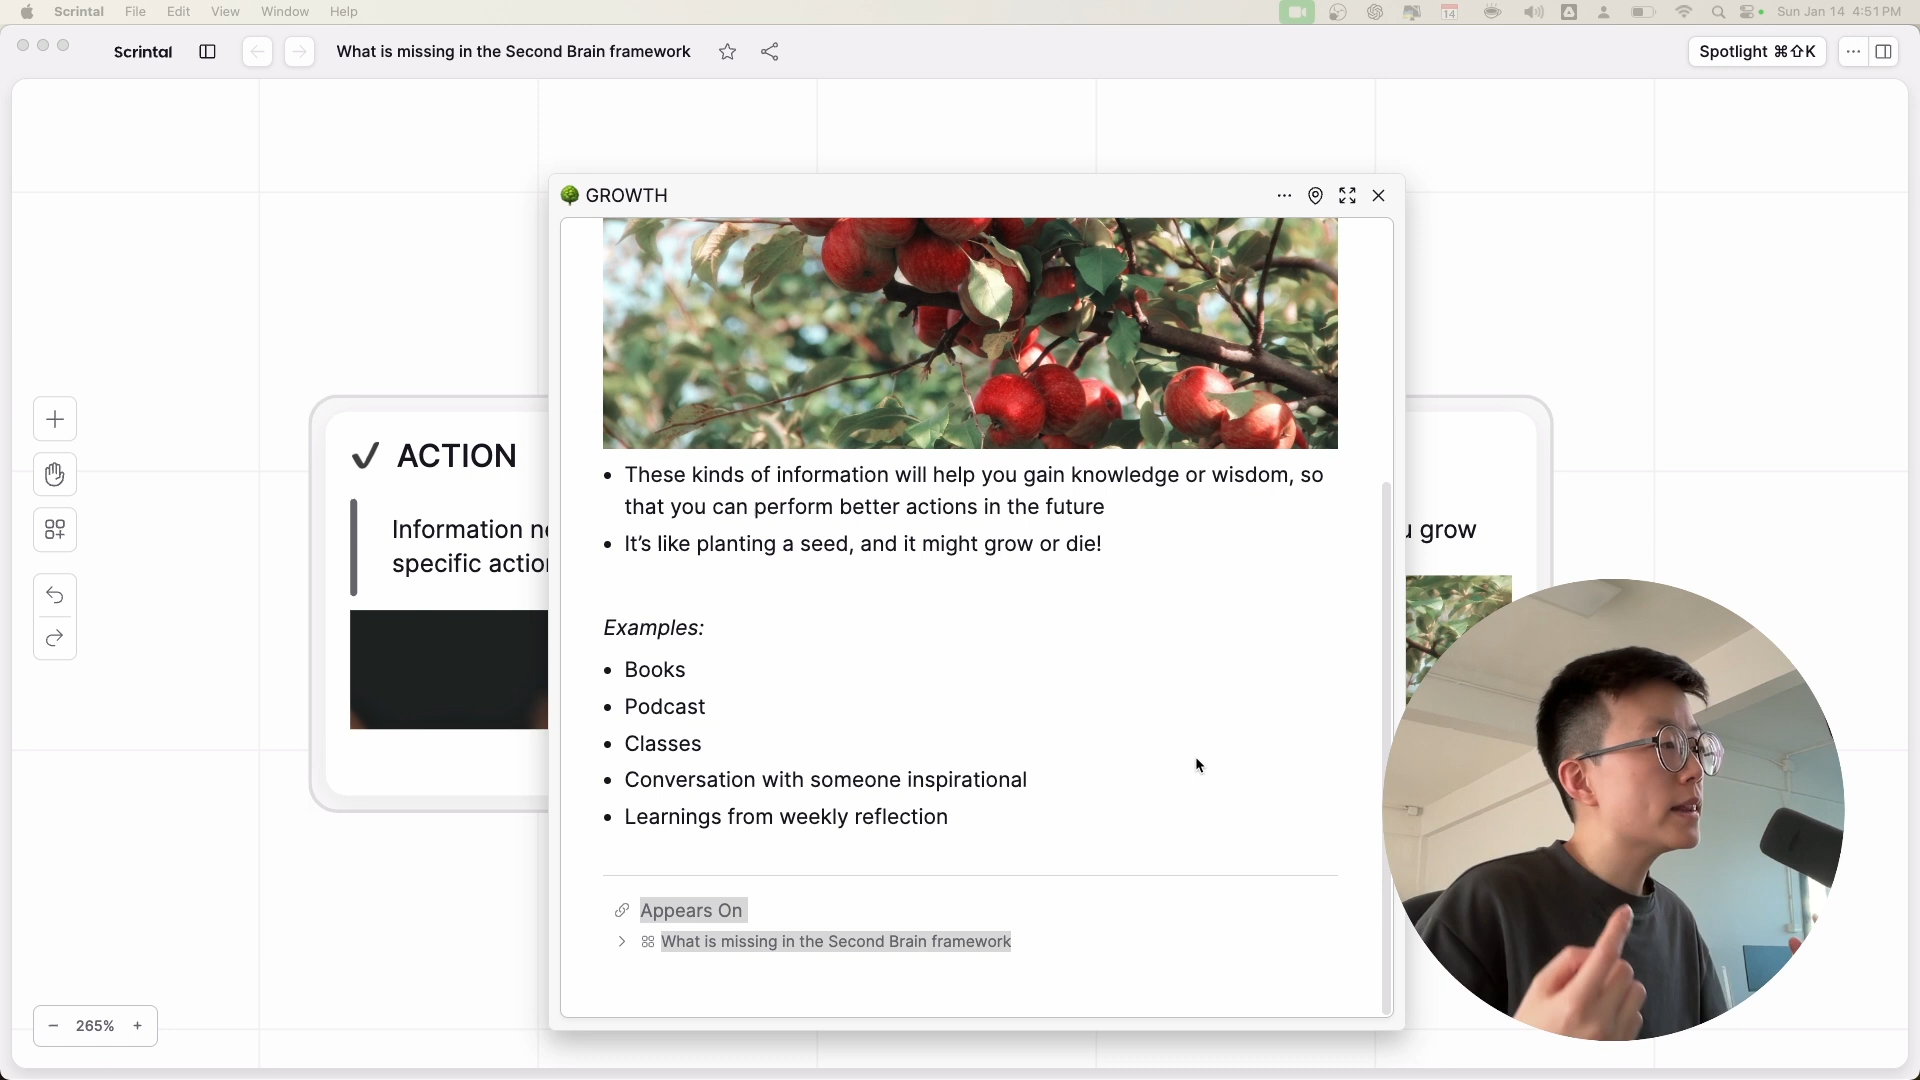 Scrintal File Edit View Window Help
14
Sun Jan 14 4:51 PM
Scrintal
What is missing in the Second Brain framework
Spotlight ⌘⇧K
🌳 GROWTH
✔ ACTION
Information ne
specific action
u grow
• These kinds of information will help you gain knowledge or wisdom, so
that you can perform better actions in the future
• It’s like planting a seed, and it might grow or die!
Examples:
• Books
• Podcast
• Classes
• Conversation with someone inspirational
• Learnings from weekly reflection
Appears On
What is missing in the Second Brain framework
− 265% +